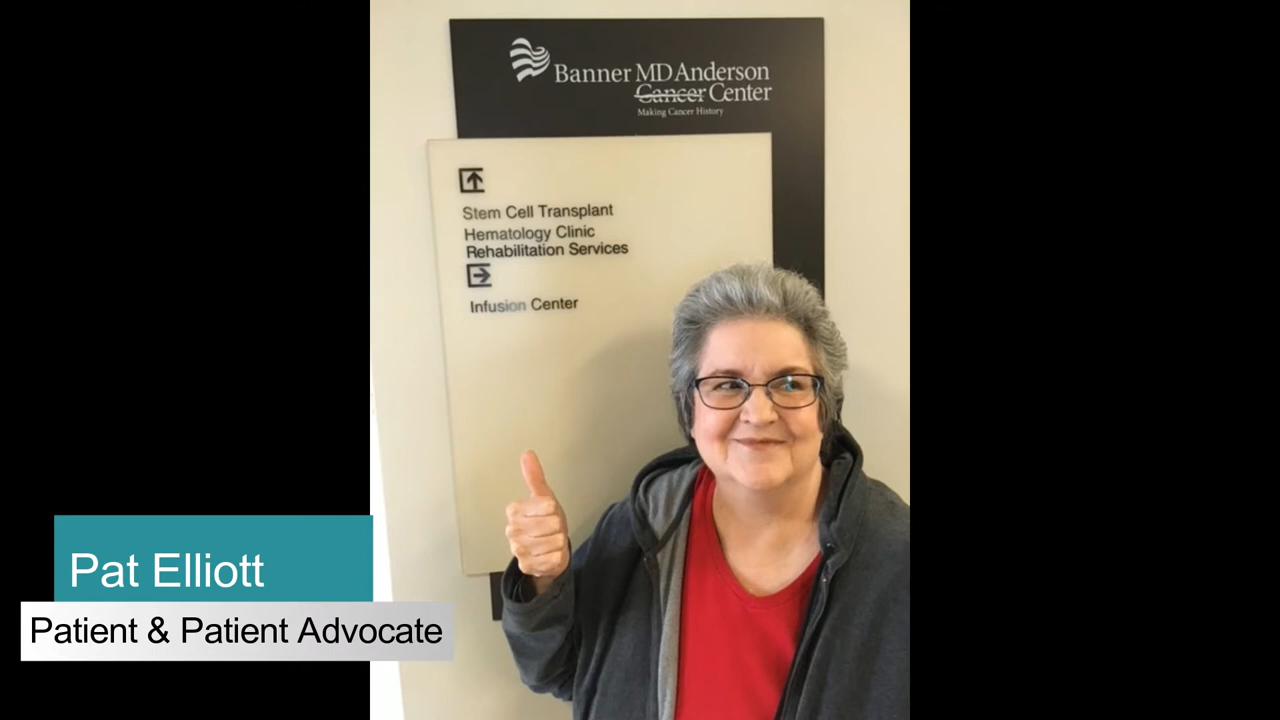 Banner MD Anderson
Cancer Center
Making Cancer History
Stem Cell Transplant
Hematology Clinic
Rehabilitation Services
Infusion Center
Pat Elliott
Patient & Patient Advocate